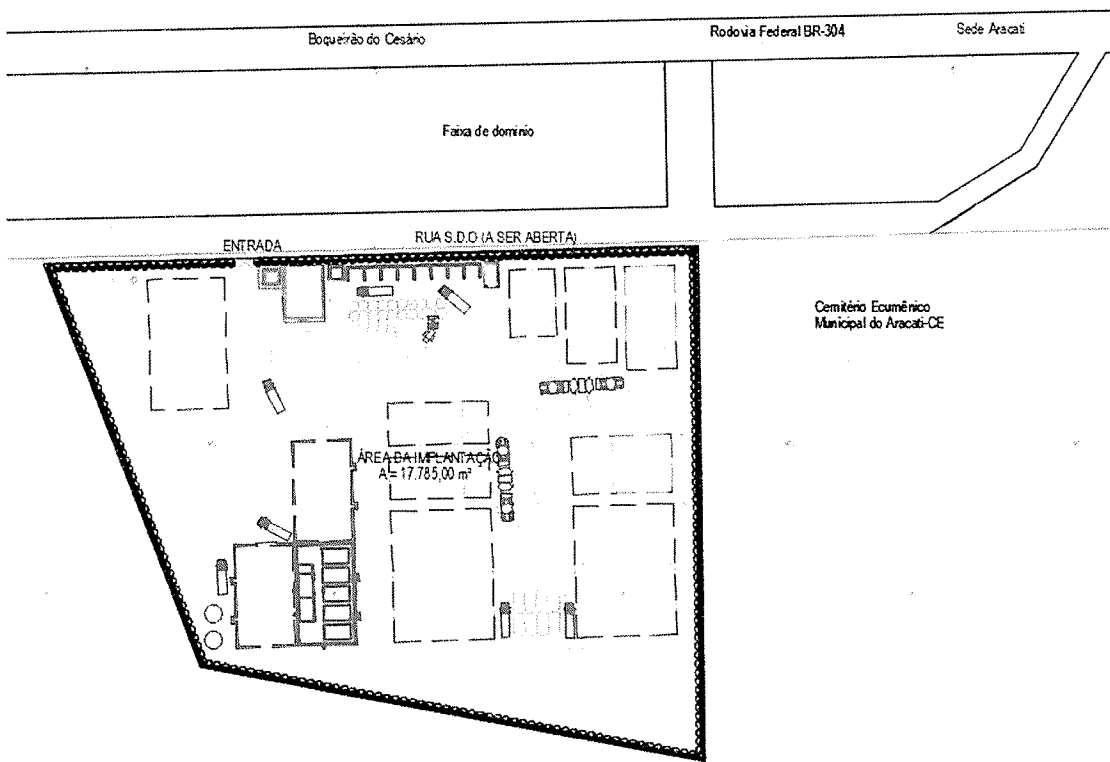 Boqueirão do Cesário
Rodovia Federal BR-304
Sede Aracati
Faixa de domínio
ENTRADA
RUA S.D.O (A SER ABERTA)
Cemitério Ecumênico
Municipal do Aracati-CE
ÁREA DA IMPLANTAÇÃO
A = 17.785,00 m²